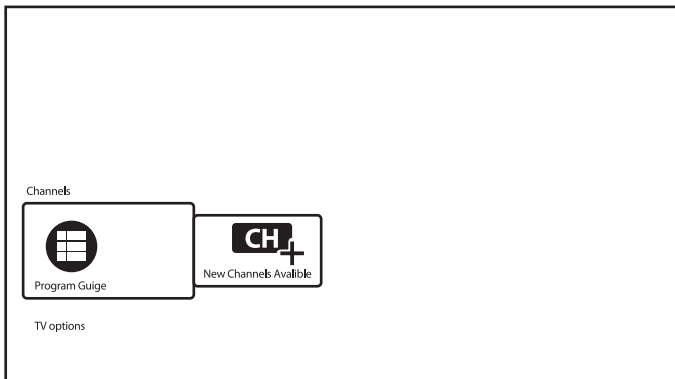 Channels
CH
Program Guige
New Channels Avalible
TV options